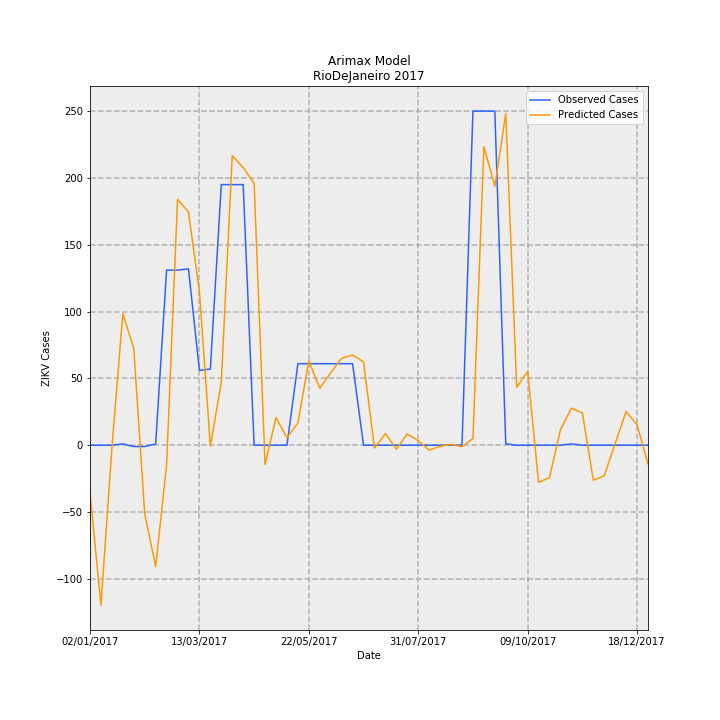 Arimax Model
RioDeJaneiro 2017
Observed Cases
Predicted Cases
250
200
150
100
50
0
−50
−100
ZIKV Cases
02/01/2017
13/03/2017
22/05/2017
31/07/2017
09/10/2017
18/12/2017
Date